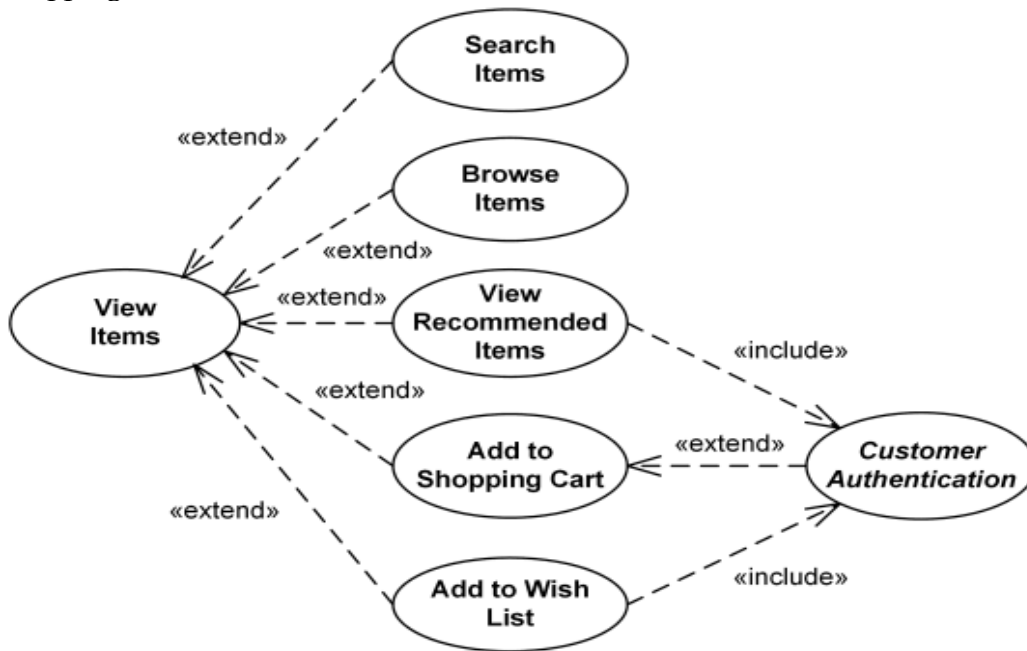 Search
Items
«extend»
Browse
Items
«extend»
View
Items
«extend»
View
Recommended
Items
«include»
«extend»
Add to
Shopping Cart
«extend»
Customer
Authentication
«extend»
Add to Wish
List
«include»